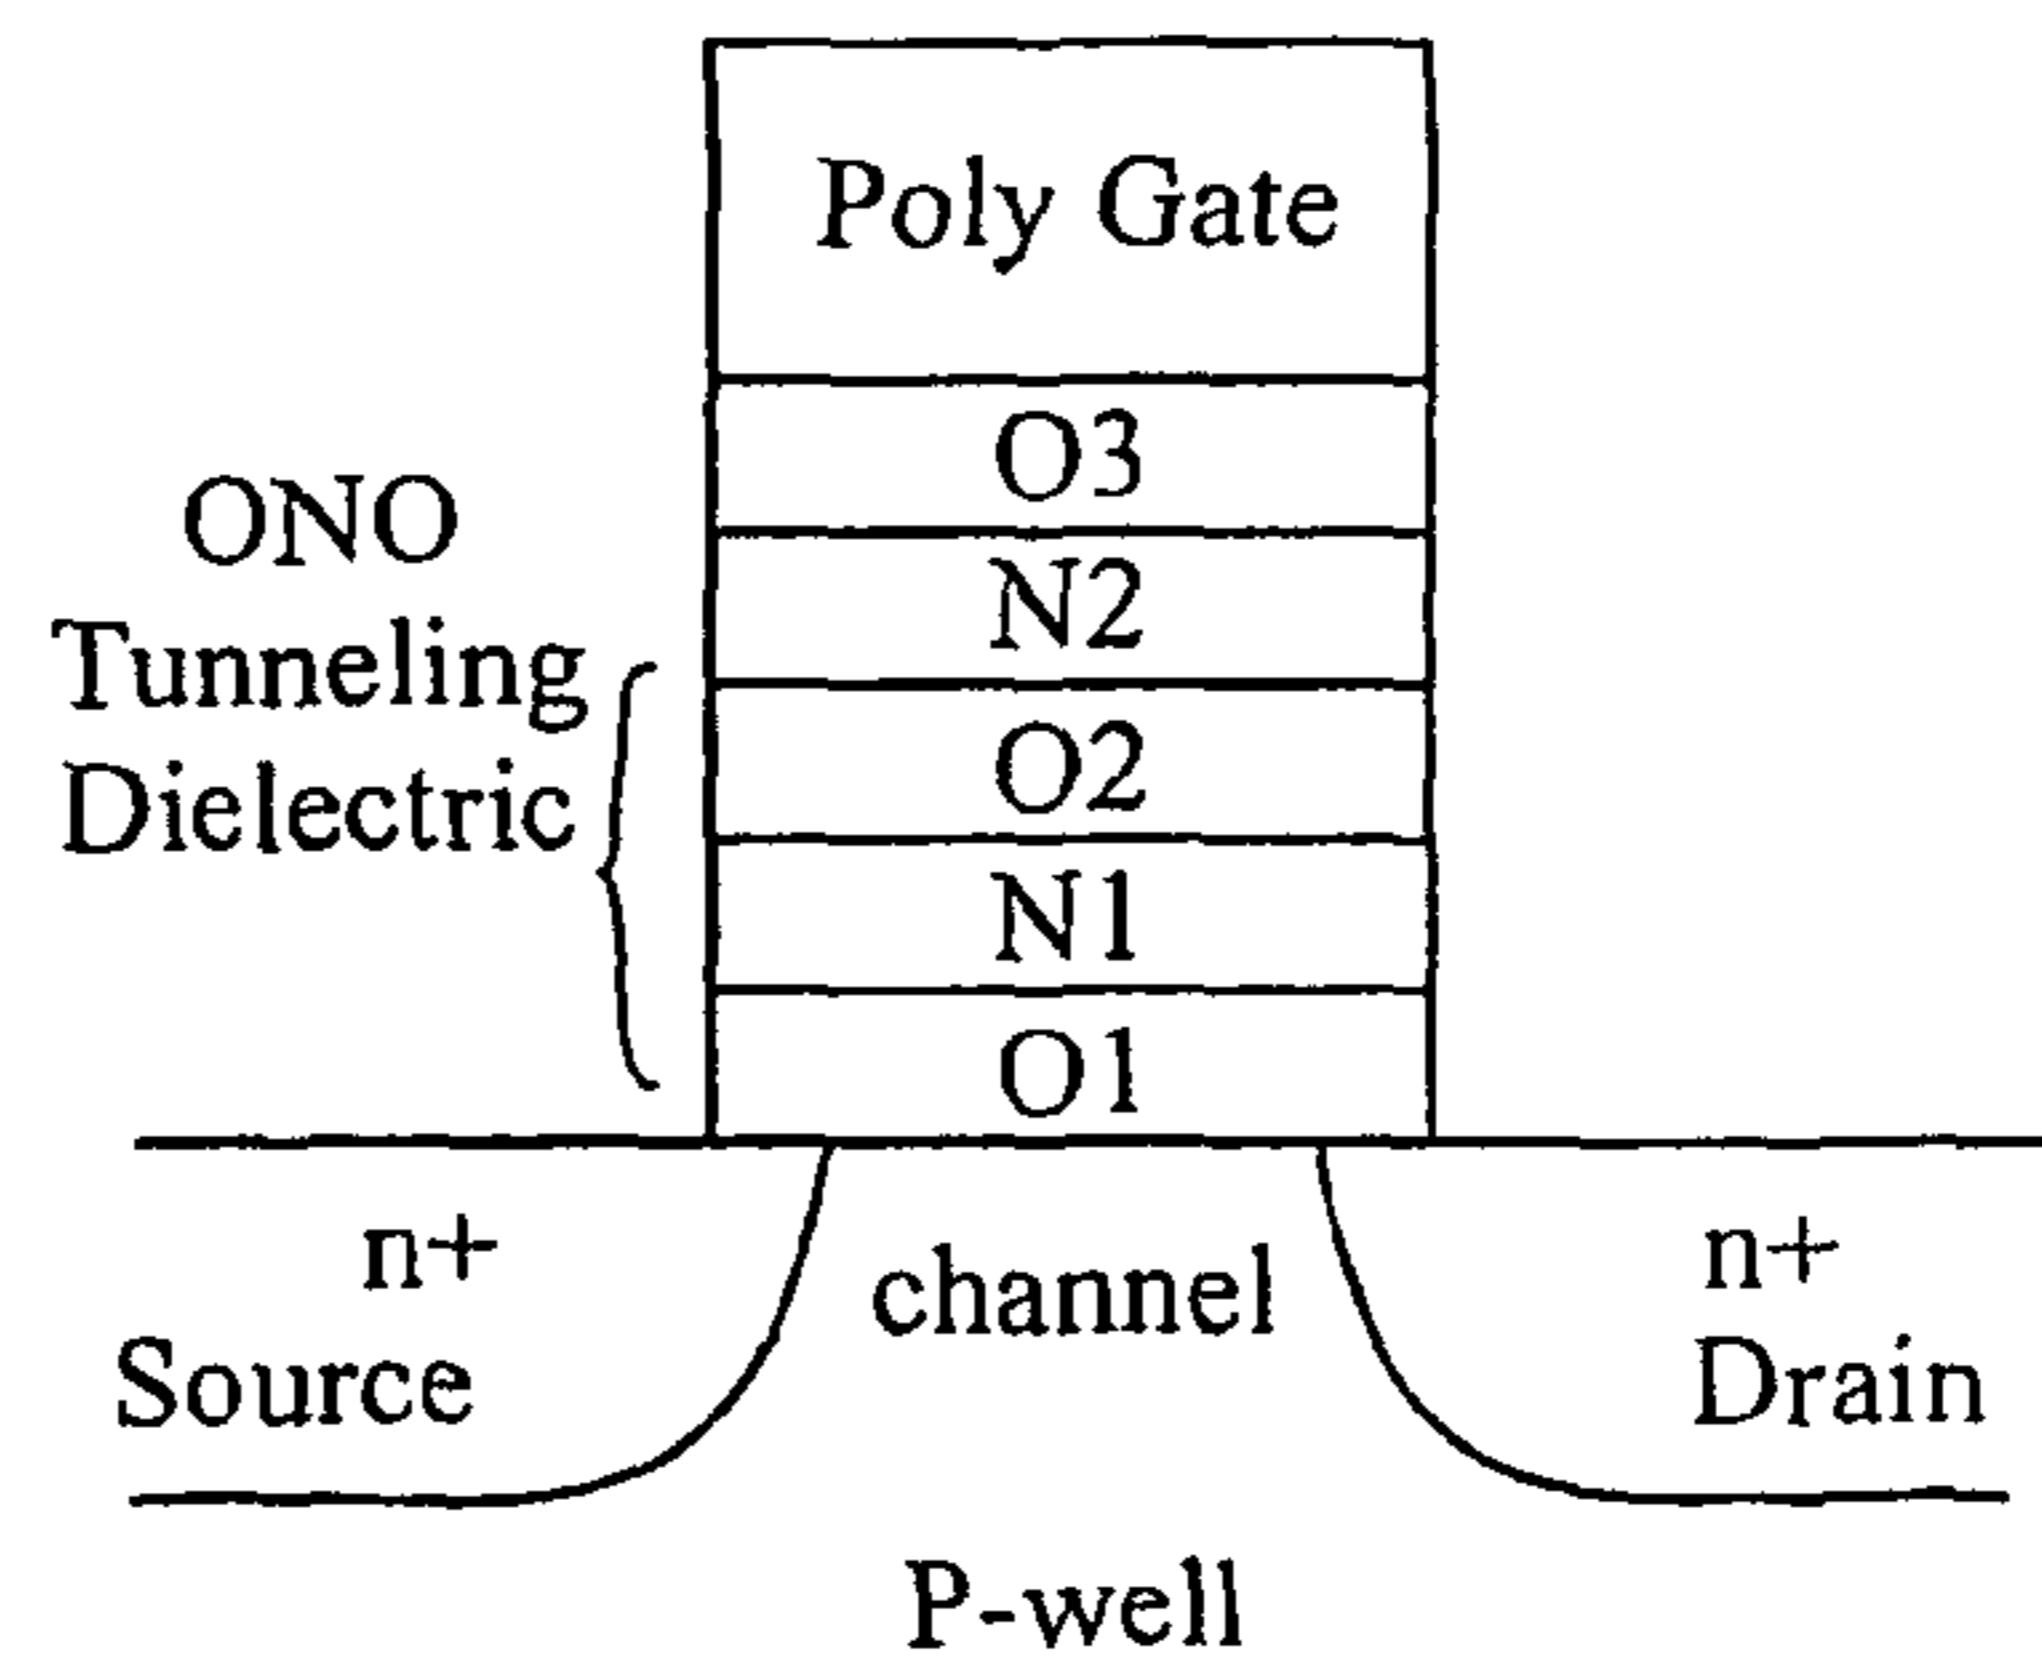 Poly Gate
O3
ONO
Tunneling
Dielectric
N2
O2
N1
O1
n+
Source
channel
n+
Drain
P-well